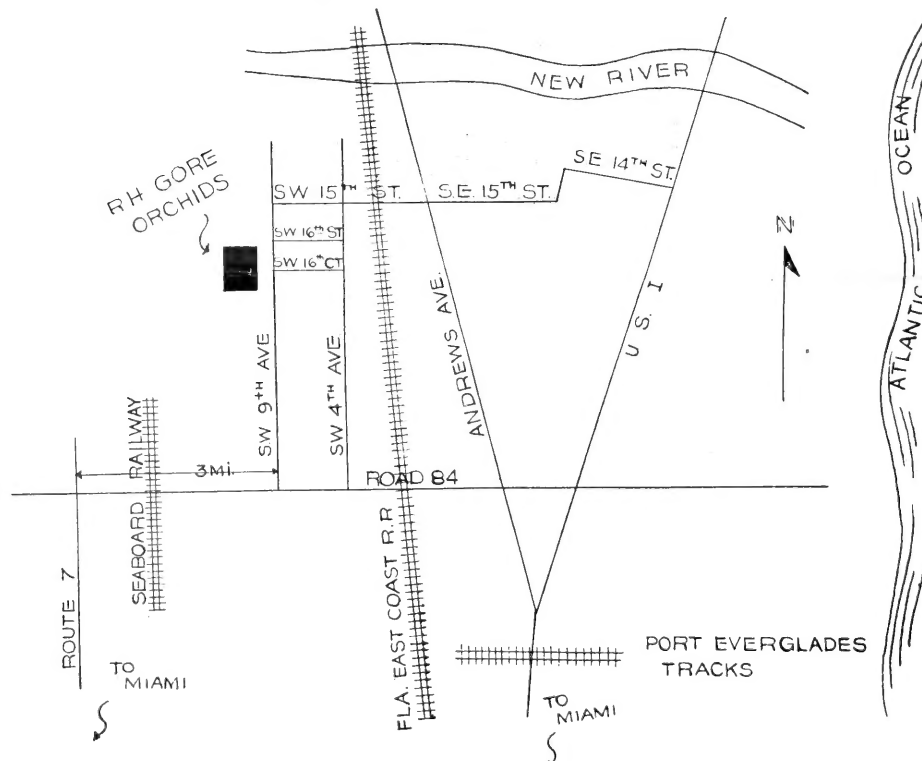 NEW RIVER
ATLANTIC OCEAN
RH GORE
ORCHIDS
SE 14TH ST.
SW 15TH ST.
S.E. 15TH ST.
SW 16th ST
SW 16th CT
N
ANDREWS AVE.
U.S. 1
SW 9TH AVE
SW 4TH AVE
SEABOARD RAILWAY
3 Mi.
ROAD 84
ROUTE 7
FLA. EAST COAST R.R
PORT EVERGLADES
TRACKS
TO
MIAMI
TO
MIAMI